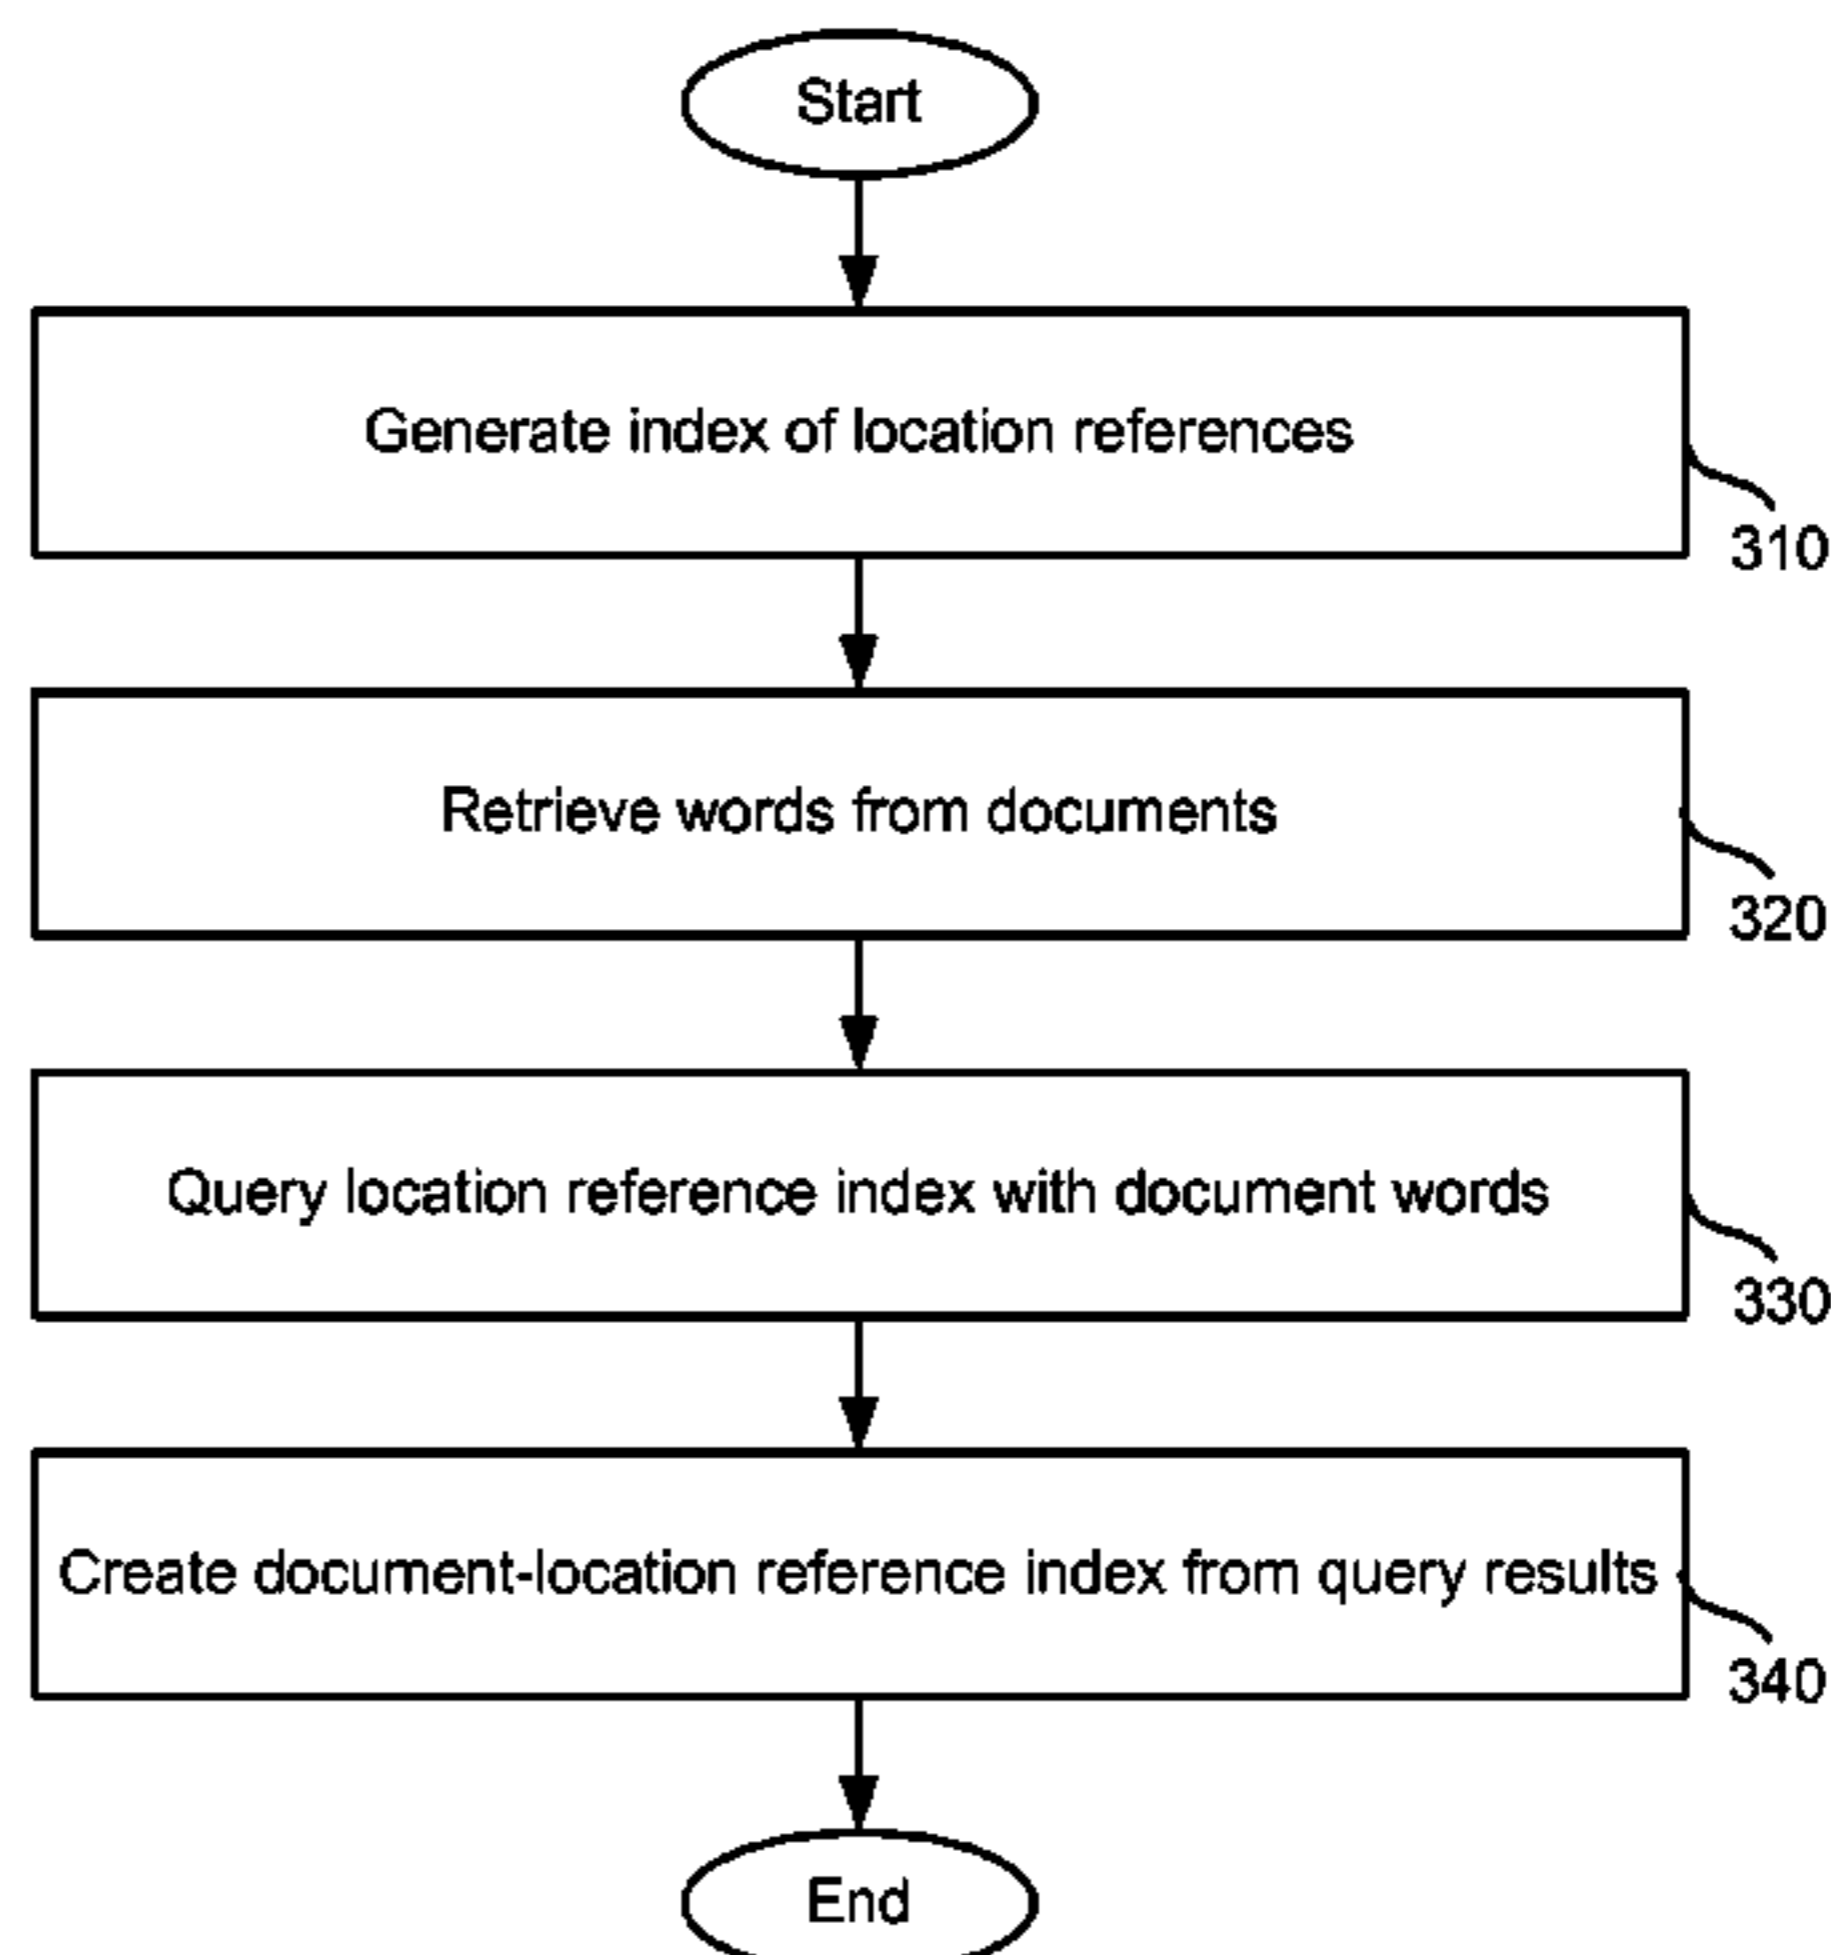 Start
Generate index of location references
310
Retrieve words from documents
320
Query location reference index with document words
330
Create document-location reference index from query results
340
End